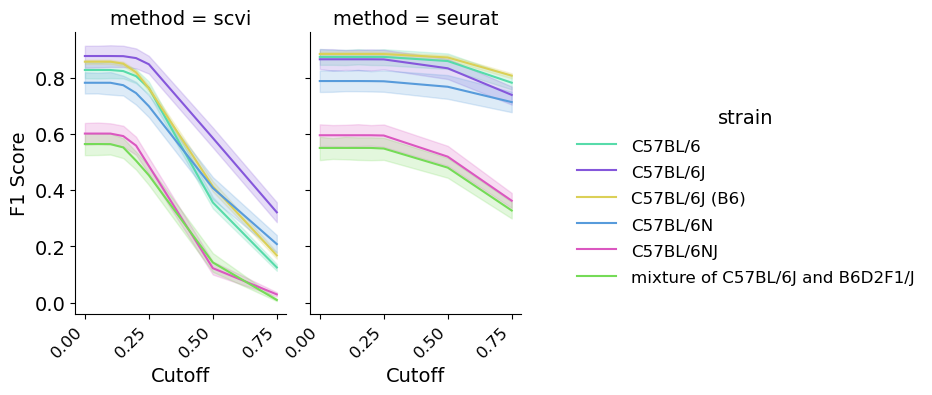 method = scvi
method = seurat
F1 Score
0.8
0.6
0.4
0.2
0.0
0.00
0.25
0.50
0.75
Cutoff
0.00
0.25
0.50
0.75
Cutoff
strain
C57BL/6
C57BL/6J
C57BL/6J (B6)
C57BL/6N
C57BL/6NJ
mixture of C57BL/6J and B6D2F1/J